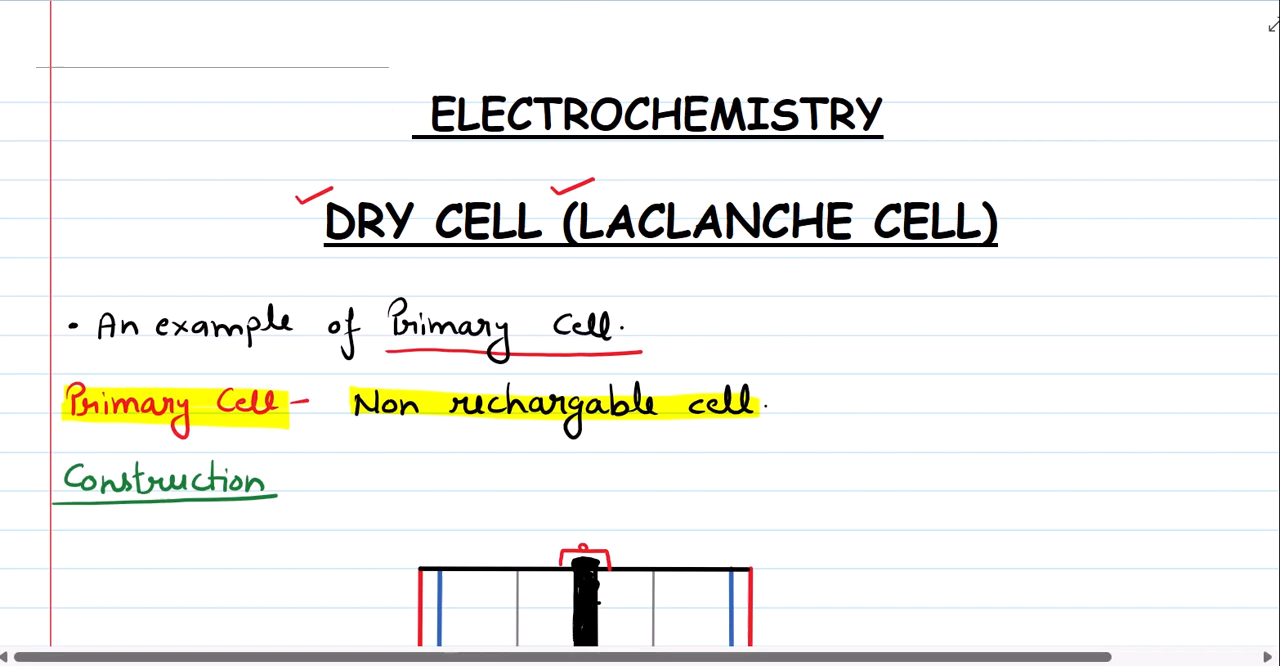 ELECTROCHEMISTRY
DRY CELL (LACLANCHE CELL)
• An example of Primary Cell.
Primary Cell - Non rechargable cell.
Construction